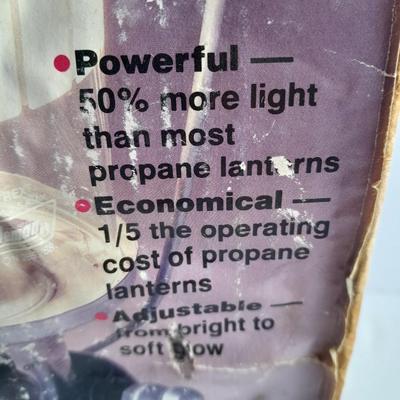 • Powerful —
50% more light
than most
propane lanterns
• Economical —
1/5 the operating
cost of propane
lanterns
• Adjustable —
from bright to
soft glow